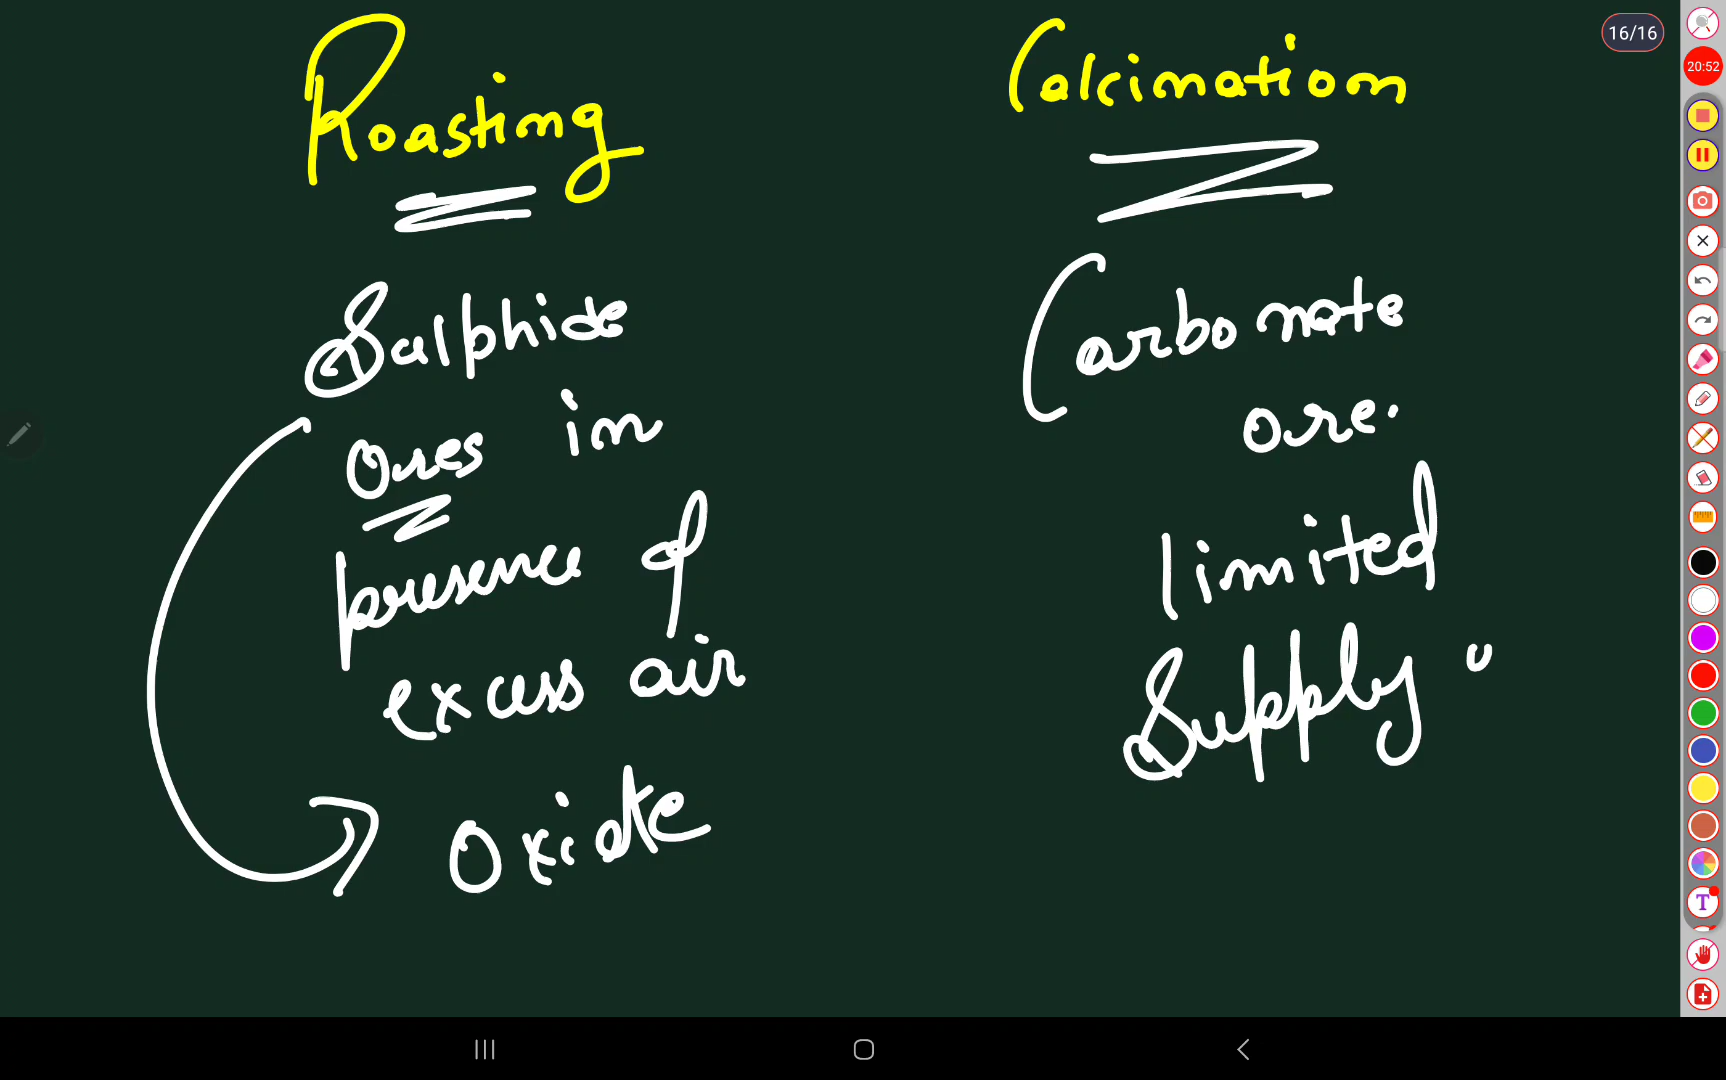 Roasting
Sulphide
Ores in
presence of
excess air
Oxide
Calcination
Carbonate
ore.
limited
Supply
16/16
20:52
T